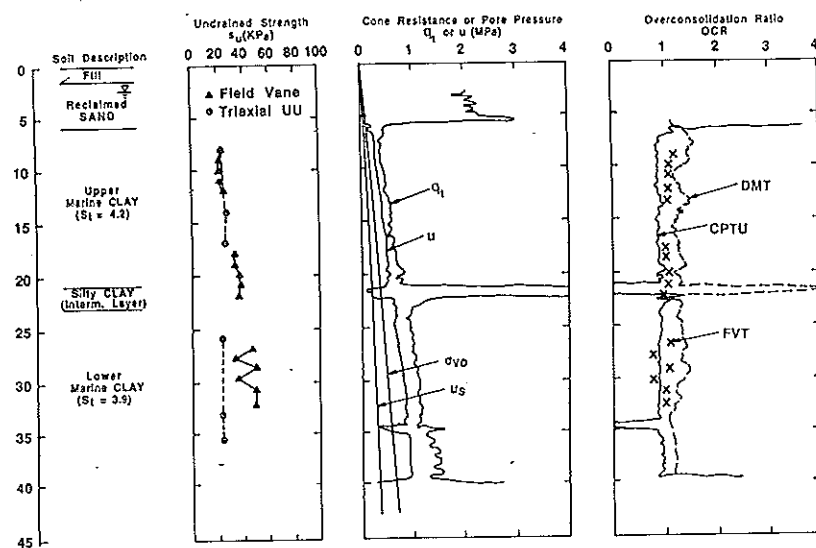 Undrained Strength
su(KPa)
0 20 40 60 80 100
Cone Resistance or Pore Pressure
qt or u (MPa)
0 1 2 3 4
Overconsolidation Ratio
OCR
0 1 2 3 4
Soil Description
Fill
Reclaimed
SAND
Upper
Marine CLAY
(St = 4.2)
Silty CLAY
(Interm. Layer)
Lower
Marine CLAY
(St = 3.9)
0
5
10
15
20
25
30
35
40
45
Field Vane
Triaxial UU
qt
u
σvo
us
DMT
CPTU
FVT